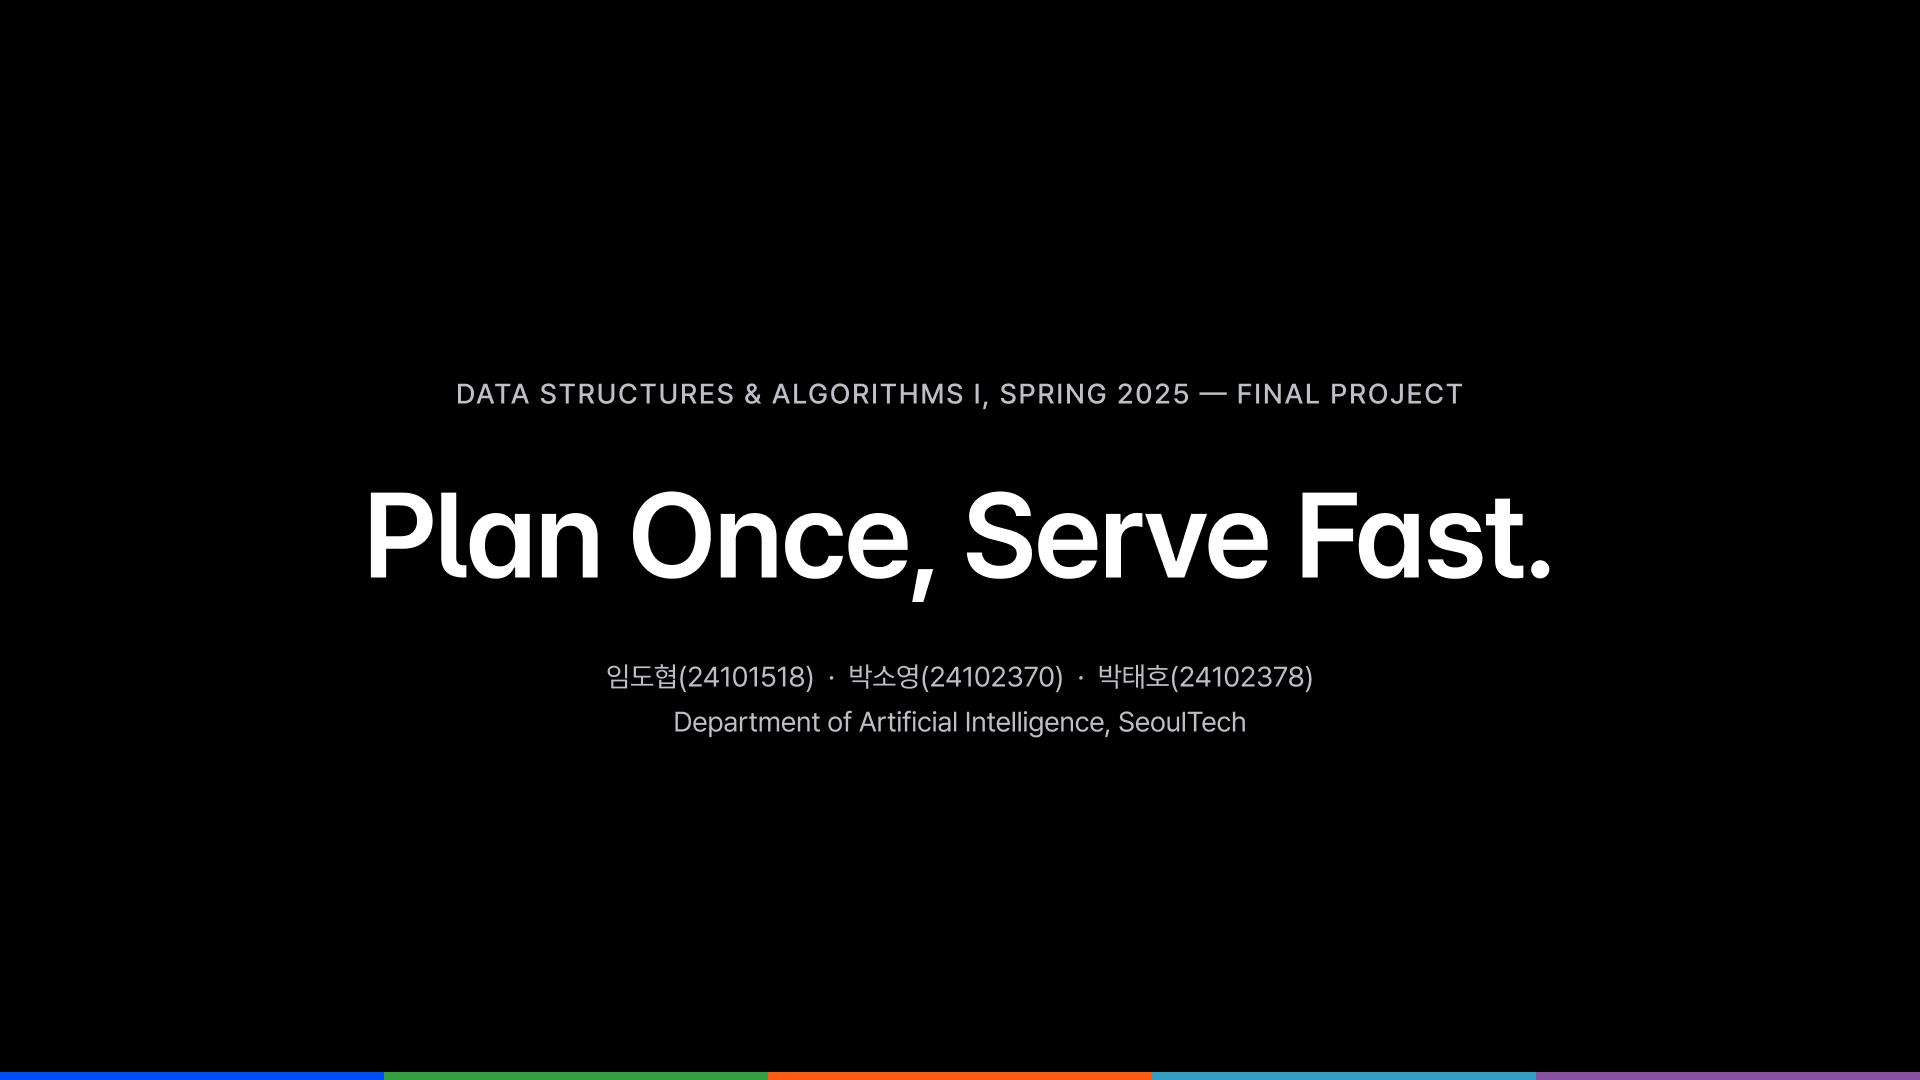 DATA STRUCTURES & ALGORITHMS I, SPRING 2025 — FINAL PROJECT
Plan Once, Serve Fast.
임도협(24101518) · 박소영(24102370) · 박태호(24102378)
Department of Artificial Intelligence, SeoulTech